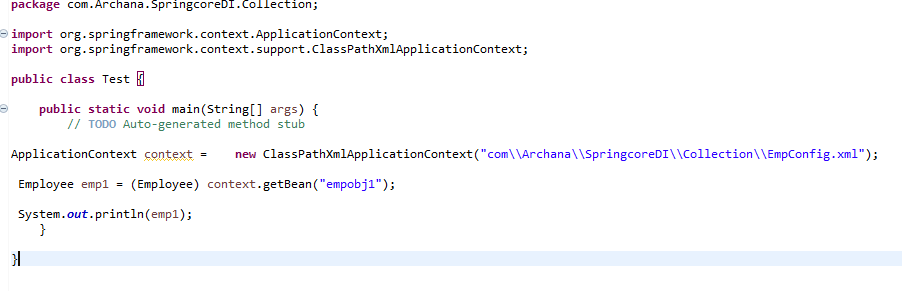 package com.Archana.SpringcoreDI.Collection;
import org.springframework.context.ApplicationContext;
import org.springframework.context.support.ClassPathXmlApplicationContext;
public class Test {
public static void main(String[] args) {
// TODO Auto-generated method stub
ApplicationContext context = new ClassPathXmlApplicationContext("com\\Archana\\SpringcoreDI\\Collection\\EmpConfig.xml");
Employee emp1 = (Employee) context.getBean("empobj1");
System.out.println(emp1);
}
}